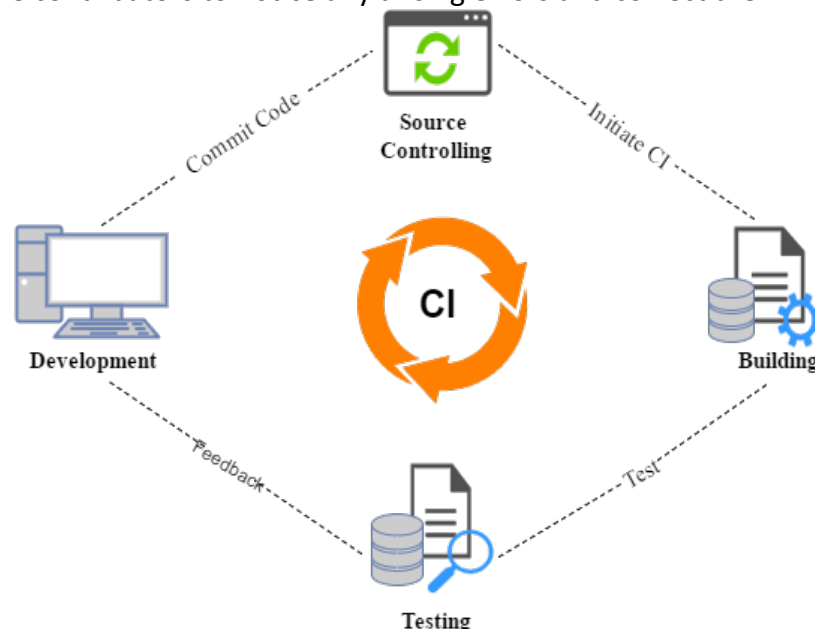 Commit Code
Source
Controlling
Initiate CI
CI
Development
Building
Feedback
Test
Testing